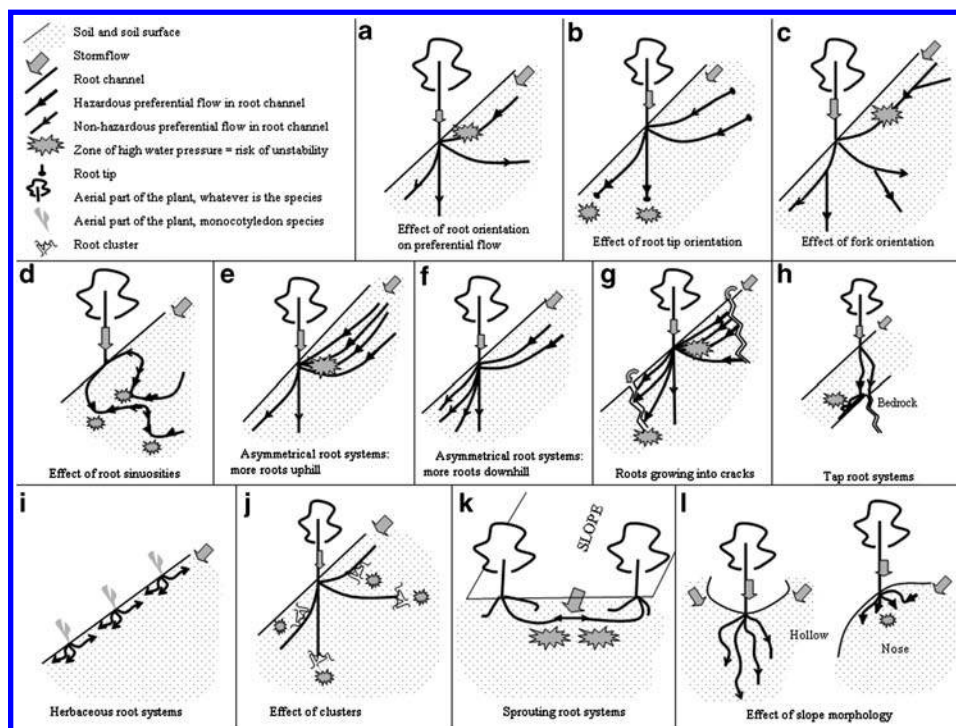 Soil and soil surface
Stormflow
Root channel
Hazardous preferential flow in root channel
Non-hazardous preferential flow in root channel
Zone of high water pressure = risk of unstability
Root tip
Aerial part of the plant, whatever is the species
Aerial part of the plant, monocotyledon species
Root cluster
a
Effect of root orientation
on preferential flow
b
Effect of root tip orientation
c
Effect of fork orientation
d
Effect of root sinuosities
e
Asymmetrical root systems:
more roots uphill
f
Asymmetrical root systems:
more roots downhill
g
Roots growing into cracks
h
Bedrock
Tap root systems
i
Herbaceous root systems
j
Effect of clusters
k
SLOPE
Sprouting root systems
l
Hollow
Nose
Effect of slope morphology